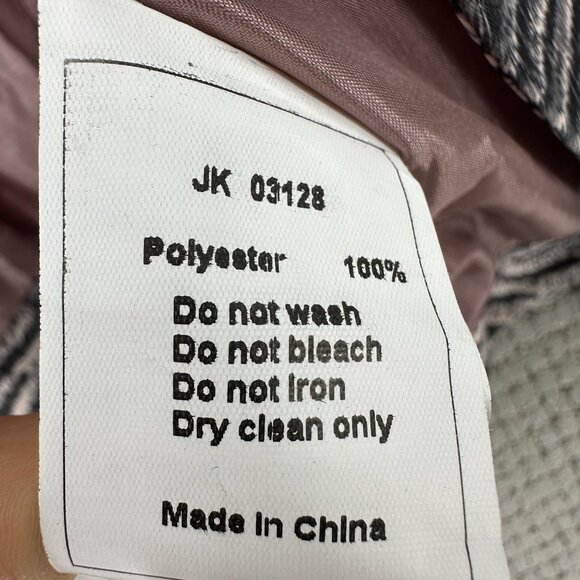 JK 03128
Polyester 100%
Do not wash
Do not bleach
Do not Iron
Dry clean only
Made In China